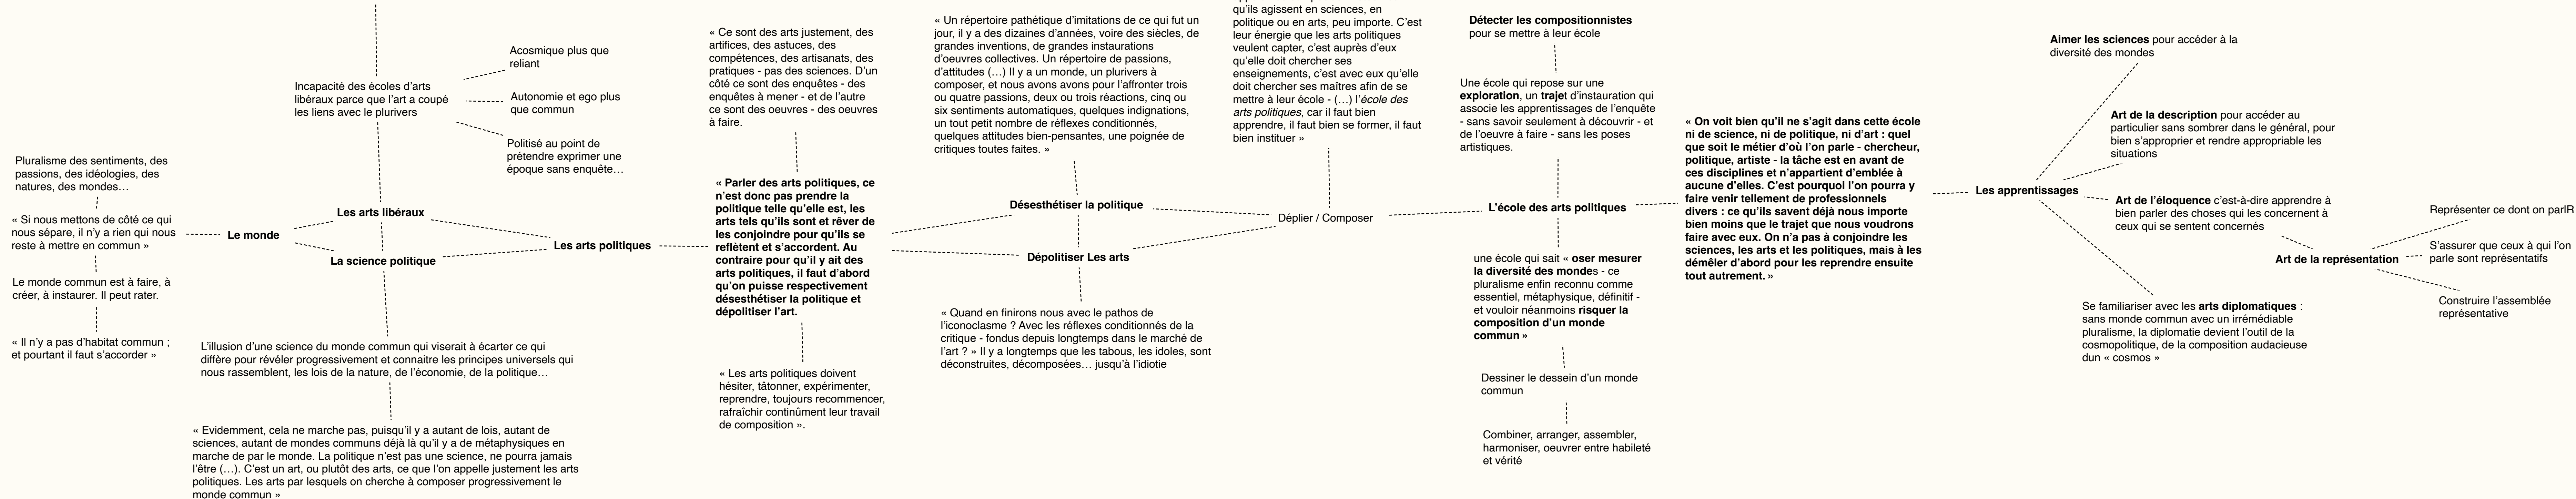 Pluralisme des sentiments, des
passions, des idéologies, des
natures, des mondes…
« Si nous mettons de côté ce qui
nous sépare, il n’y a rien qui nous
reste à mettre en commun »
Le monde commun est à faire, à
créer, à instaurer. Il peut rater.
« Il n’y a pas d’habitat commun ;
et pourtant il faut s’accorder »
Le monde
Incapacité des écoles d’arts
libéraux parce que l’art a coupé
les liens avec le plurivers
Acosmique plus que
reliant
Autonomie et ego plus
que commun
Politisé au point de
prétendre exprimer une
époque sans enquête…
Les arts libéraux
La science politique
L’illusion d’une science du monde commun qui viserait à écarter ce qui
diffère pour révéler progressivement et connaitre les principes universels qui
nous rassemblent, les lois de la nature, de l’économie, de la politique…
« Evidemment, cela ne marche pas, puisqu’il y a autant de lois, autant de
sciences, autant de mondes communs déjà là qu’il y a de métaphysiques en
marche de par le monde. La politique n’est pas une science, ne pourra jamais
l’être (…). C’est un art, ou plutôt des arts, ce que l’on appelle justement les arts
politiques. Les arts par lesquels on cherche à composer progressivement le
monde commun »
Les arts politiques
« Ce sont des arts justement, des
artifices, des astuces, des
compétences, des artisanats, des
pratiques - pas des sciences. D’un
côté ce sont des enquêtes - des
enquêtes à mener - et de l’autre
ce sont des oeuvres - des oeuvres
à faire.
« Parler des arts politiques, ce
n’est donc pas prendre la
politique telle qu’elle est, les
arts tels qu’ils sont et rêver de
les conjoindre pour qu’ils se
reflètent et s’accordent. Au
contraire pour qu’il y ait des
arts politiques, il faut d’abord
qu’on puisse respectivement
désesthétiser la politique et
dépolitiser l’art.
« Les arts politiques doivent
hésiter, tâtonner, expérimenter,
reprendre, toujours recommencer,
rafraîchir continûment leur travail
de composition ».
« Un répertoire pathétique d’imitations de ce qui fut un
jour, il y a des dizaines d’années, voire des siècles, de
grandes inventions, de grandes instaurations
d’oeuvres collectives. Un répertoire de passions,
d’attitudes (…) Il y a un monde, un plurivers à
composer, et nous avons avons pour l’affronter trois
ou quatre passions, deux ou trois réactions, cinq ou
six sentiments automatiques, quelques indignations,
un tout petit nombre de réflexes conditionnés,
quelques attitudes bien-pensantes, une poignée de
critiques toutes faites. »
Désesthétiser la politique
Dépolitiser Les arts
« Quand en finirons nous avec le pathos de
l’iconoclasme ? Avec les réflexes conditionnés de la
critique - fondus depuis longtemps dans le marché de
l’art ? » Il y a longtemps que les tabous, les idoles, sont
déconstruites, décomposées… jusqu’à l’idiotie
qu’ils agissent en sciences, en
politique ou en arts, peu importe. C’est
leur énergie que les arts politiques
veulent capter, c’est auprès d’eux
qu’elle doit chercher ses
enseignements, c’est avec eux qu’elle
doit chercher ses maîtres afin de se
mettre à leur école - (…) l’école des
arts politiques, car il faut bien
apprendre, il faut bien se former, il faut
bien instituer »
Déplier / Composer
Détecter les compositionnistes
pour se mettre à leur école
Une école qui repose sur une
exploration, un trajet d’instauration qui
associe les apprentissages de l’enquête
- sans savoir seulement à découvrir - et
de l’oeuvre à faire - sans les poses
artistiques.
L’école des arts politiques
une école qui sait « oser mesurer
la diversité des mondes - ce
pluralisme enfin reconnu comme
essentiel, métaphysique, définitif -
et vouloir néanmoins risquer la
composition d’un monde
commun »
Dessiner le dessein d’un monde
commun
Combiner, arranger, assembler,
harmoniser, oeuvrer entre habileté
et vérité
« On voit bien qu’il ne s’agit dans cette école
ni de science, ni de politique, ni d’art : quel
que soit le métier d’où l’on parle - chercheur,
politique, artiste - la tâche est en avant de
ces disciplines et n’appartient d’emblée à
aucune d’elles. C’est pourquoi l’on pourra y
faire venir tellement de professionnels
divers : ce qu’ils savent déjà nous importe
bien moins que le trajet que nous voudrons
faire avec eux. On n’a pas à conjoindre les
sciences, les arts et les politiques, mais à les
démêler d’abord pour les reprendre ensuite
tout autrement. »
Les apprentissages
Aimer les sciences pour accéder à la
diversité des mondes
Art de la description pour accéder au
particulier sans sombrer dans le général, pour
bien s’approprier et rendre appropriable les
situations
Art de l’éloquence c’est-à-dire apprendre à
bien parler des choses qui les concernent à
ceux qui se sentent concernés
Art de la représentation
Représenter ce dont on parlR
S’assurer que ceux à qui l’on
parle sont représentatifs
Construire l’assemblée
représentative
Se familiariser avec les arts diplomatiques :
sans monde commun avec un irrémédiable
pluralisme, la diplomatie devient l’outil de la
cosmopolitique, de la composition audacieuse
dun « cosmos »